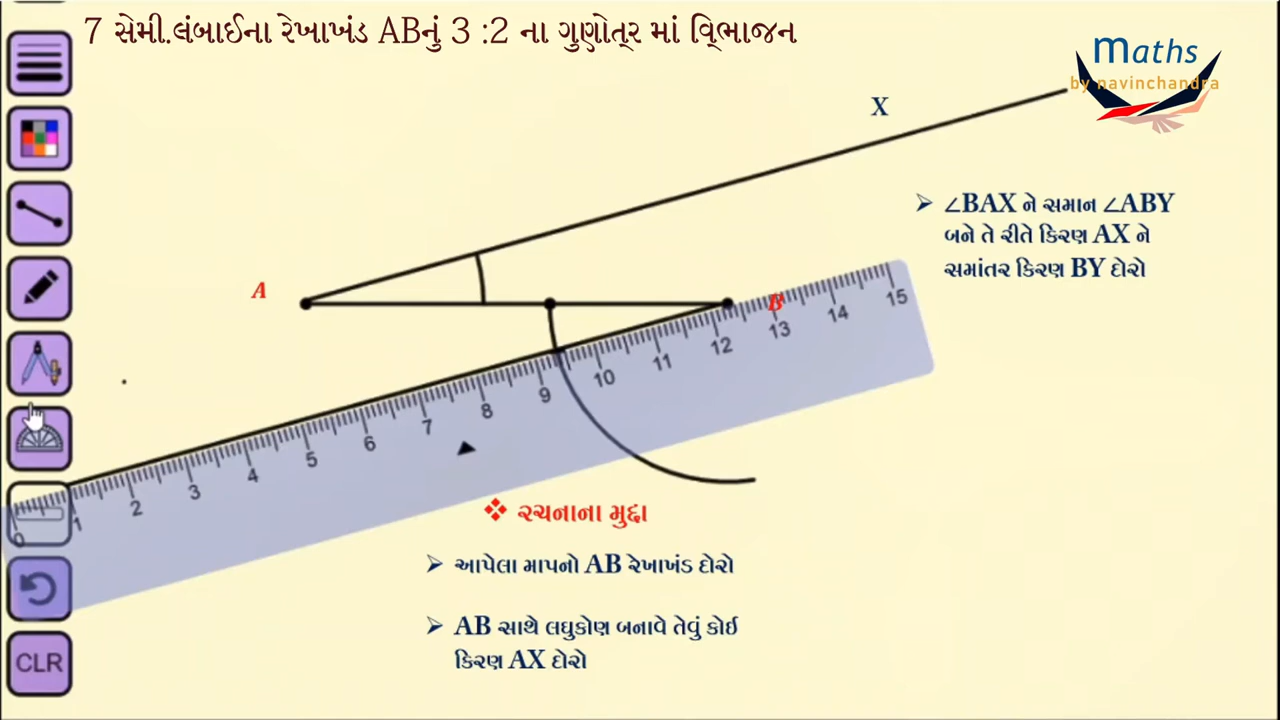 7 સેમી.લંબાઈના રેખાખંડ ABનું 3 :2 ના ગુણોત્ર માં વિ્ભાજન
Maths
by navinchandra
X
∠BAX ને સમાન ∠ABY
બને તે રીતે કિરણ AX ને
સમાંતર કિરણ BY દોરો
A
B
0 1 2 3 4 5 6 7 8 9 10 11 12 13 14 15
રચનાના મુદ્દા
આપેલા માપનો AB રેખાખંડ દોરો
AB સાથે લઘુકોણ બનાવે તેવું કોઈ
કિરણ AX દોરો
CLR